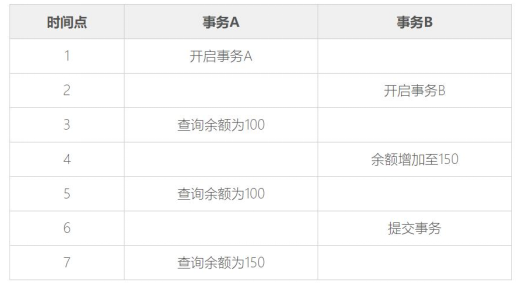 时间点 事务A 事务B
1 开启事务A
2 开启事务B
3 查询余额为100
4 余额增加至150
5 查询余额为100
6 提交事务
7 查询余额为150